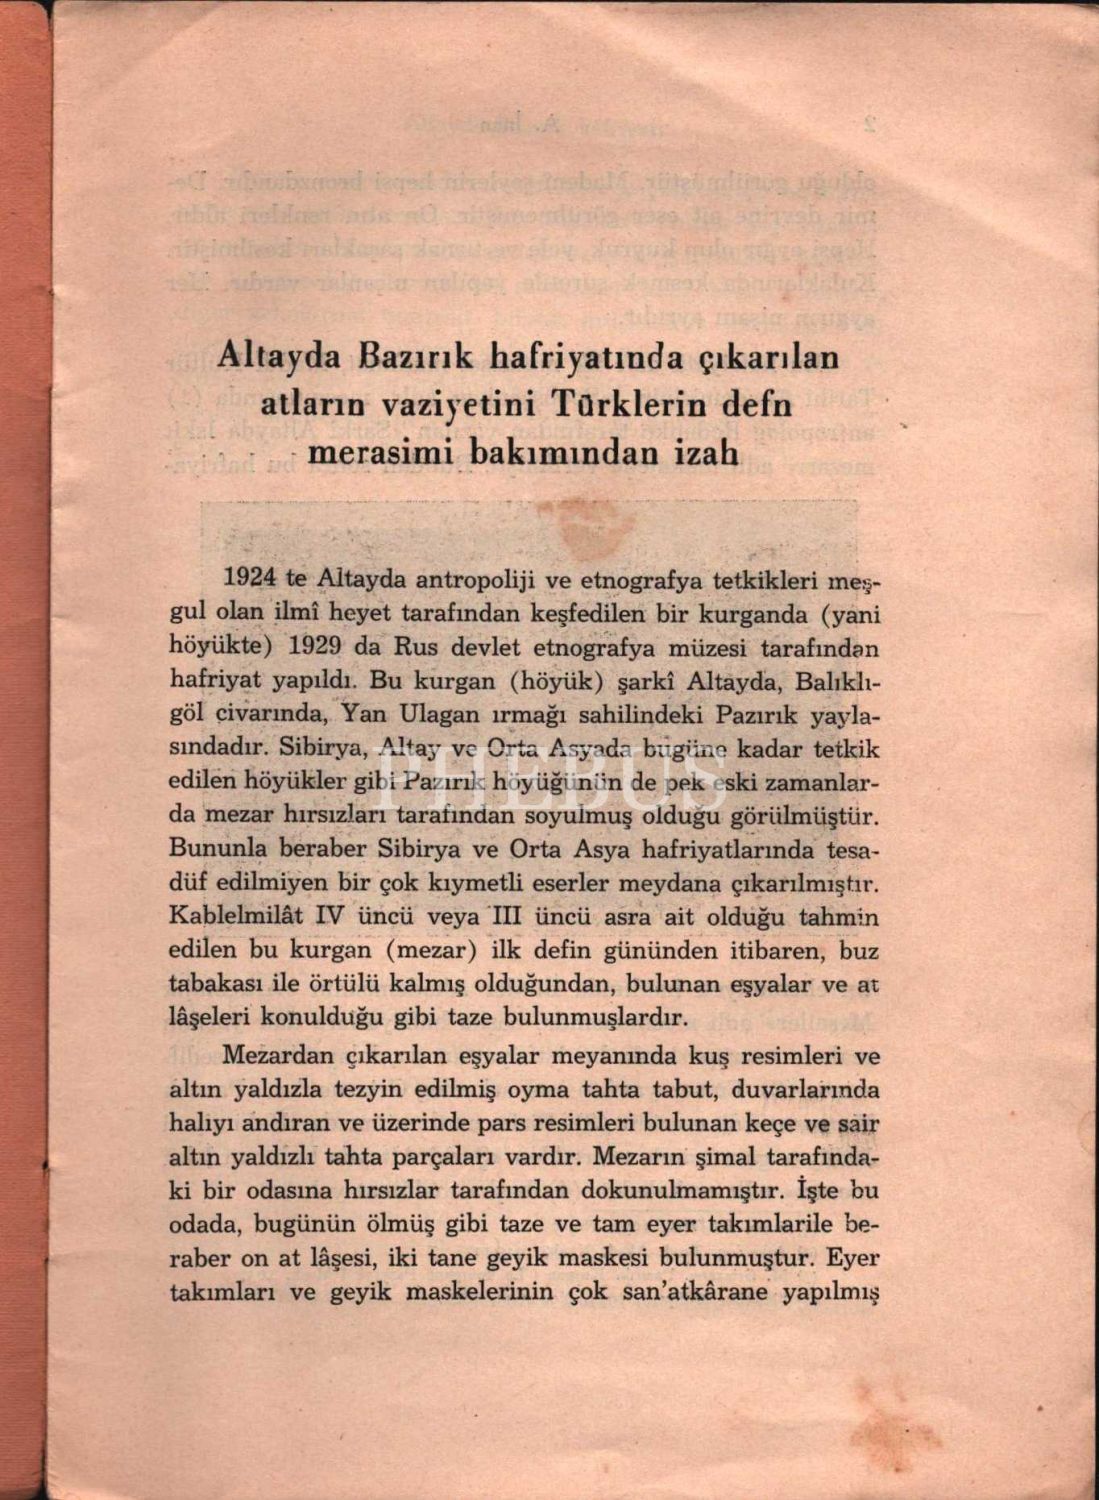 Altayda Bazırık hafriyatında çıkarılan
atların vaziyetini Türklerin defn
merasimi bakımından izah
1924 te Altayda antropoliji ve etnografya tetkikleri meş-
gul olan ilmî heyet tarafından keşfedilen bir kurganda (yani
höyükte) 1929 da Rus devlet etnografya müzesi tarafından
hafriyat yapıldı. Bu kurgan (höyük) şarkî Altayda, Balıklı-
göl civarında, Yan Ulagan ırmağı sahilindeki Pazırık yayla-
sındadır. Sibirya, Altay ve Orta Asyada bugüne kadar tetkik
edilen höyükler gibi Pazırık höyüğünün de pek eski zamanlar-
da mezar hırsızları tarafından soyulmuş olduğu görülmüştür.
Bununla beraber Sibirya ve Orta Asya hafriyatlarında tesa-
düf edilmiyen bir çok kıymetli eserler meydana çıkarılmıştır.
Kablelmilât IV üncü veya III üncü asra ait olduğu tahmin
edilen bu kurgan (mezar) ilk defin gününden itibaren, buz
tabakası ile örtülü kalmış olduğundan, bulunan eşyalar ve at
lâşeleri konulduğu gibi taze bulunmuşlardır.
Mezardan çıkarılan eşyalar meyanında kuş resimleri ve
altın yaldızla tezyin edilmiş oyma tahta tabut, duvarlarında
halıyı andıran ve üzerinde pars resimleri bulunan keçe ve sair
altın yaldızlı tahta parçaları vardır. Mezarın şimal tarafında-
ki bir odasına hırsızlar tarafından dokunulmamıştır. İşte bu
odada, bugünün ölmüş gibi taze ve tam eyer takımlarile be-
raber on at lâşesi, iki tane geyik maskesi bulunmuştur. Eyer
takımları ve geyik maskelerinin çok san'atkârane yapılmış
PHEBUS